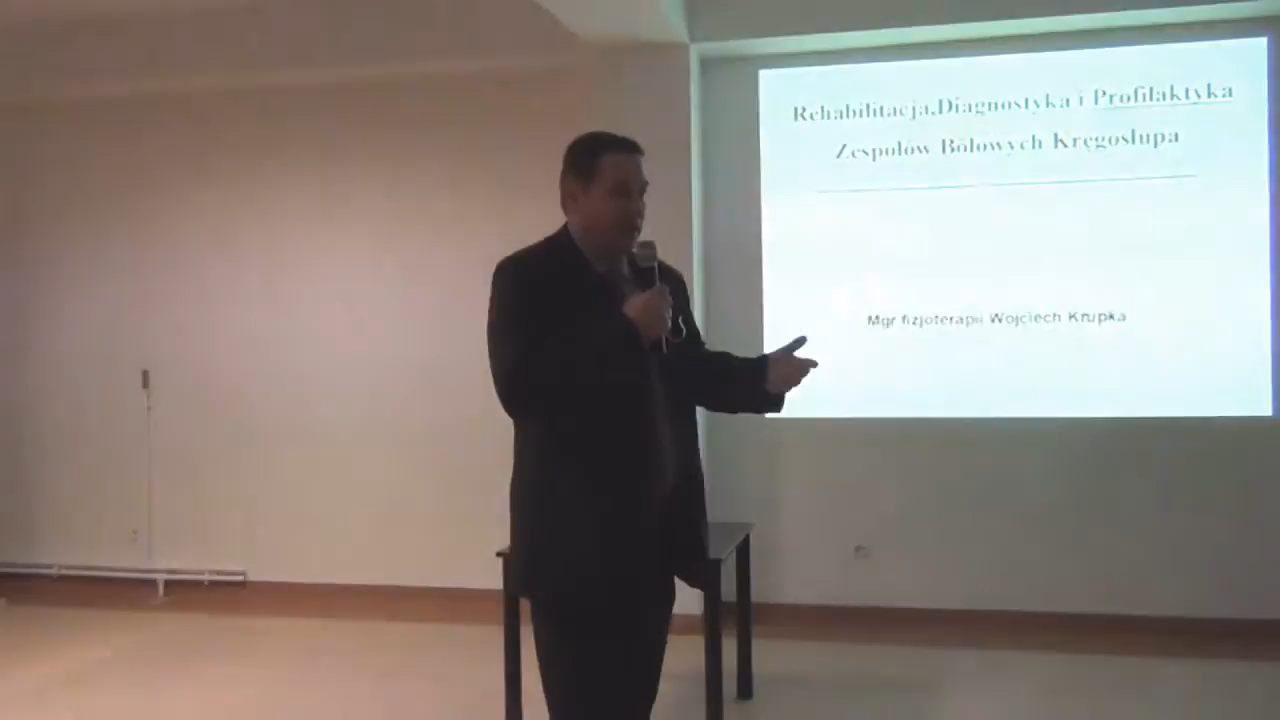 Rehabilitacja,Diagnostyka i Profilaktyka
Zespołów Bólowych Kręgosłupa
Mgr fizjoterapii Wojciech Krupka